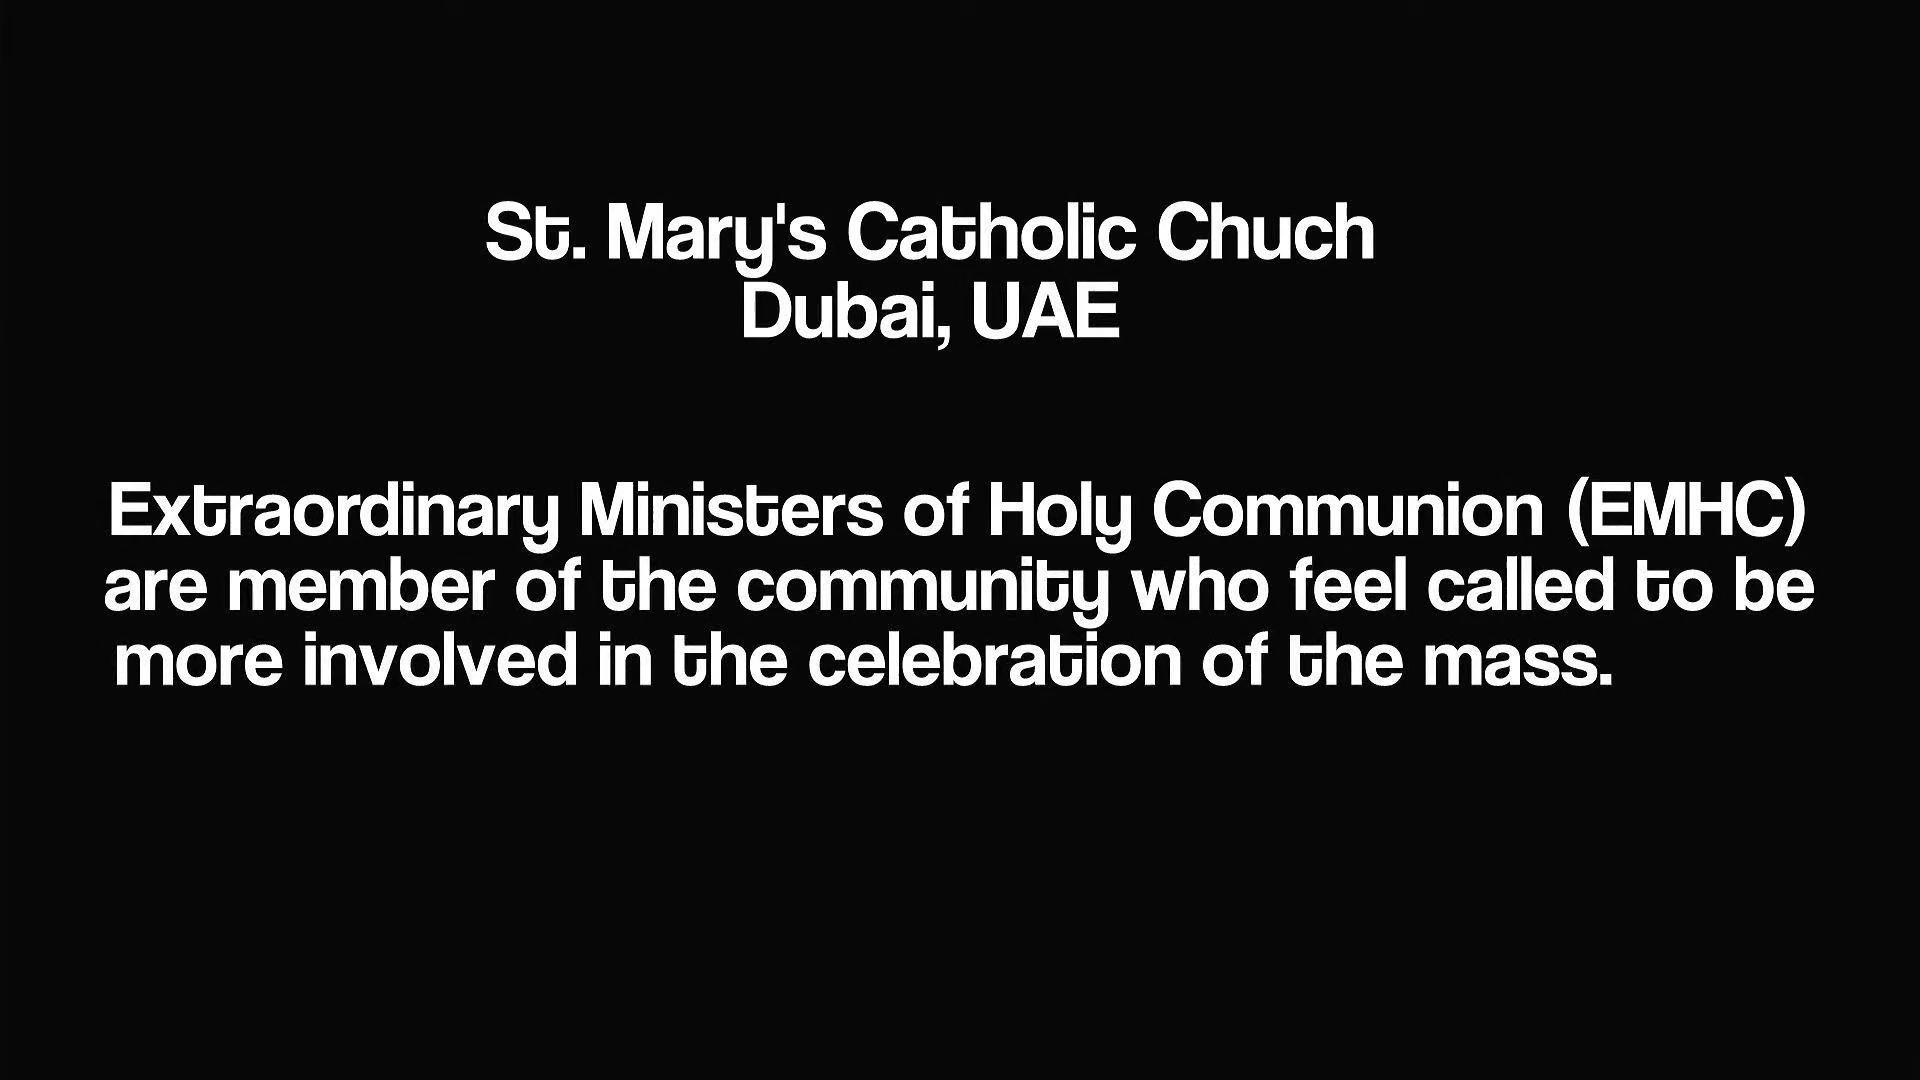 St. Mary's Catholic Chuch
Dubai, UAE
Extraordinary Ministers of Holy Communion (EMHC)
are member of the community who feel called to be
more involved in the celebration of the mass.